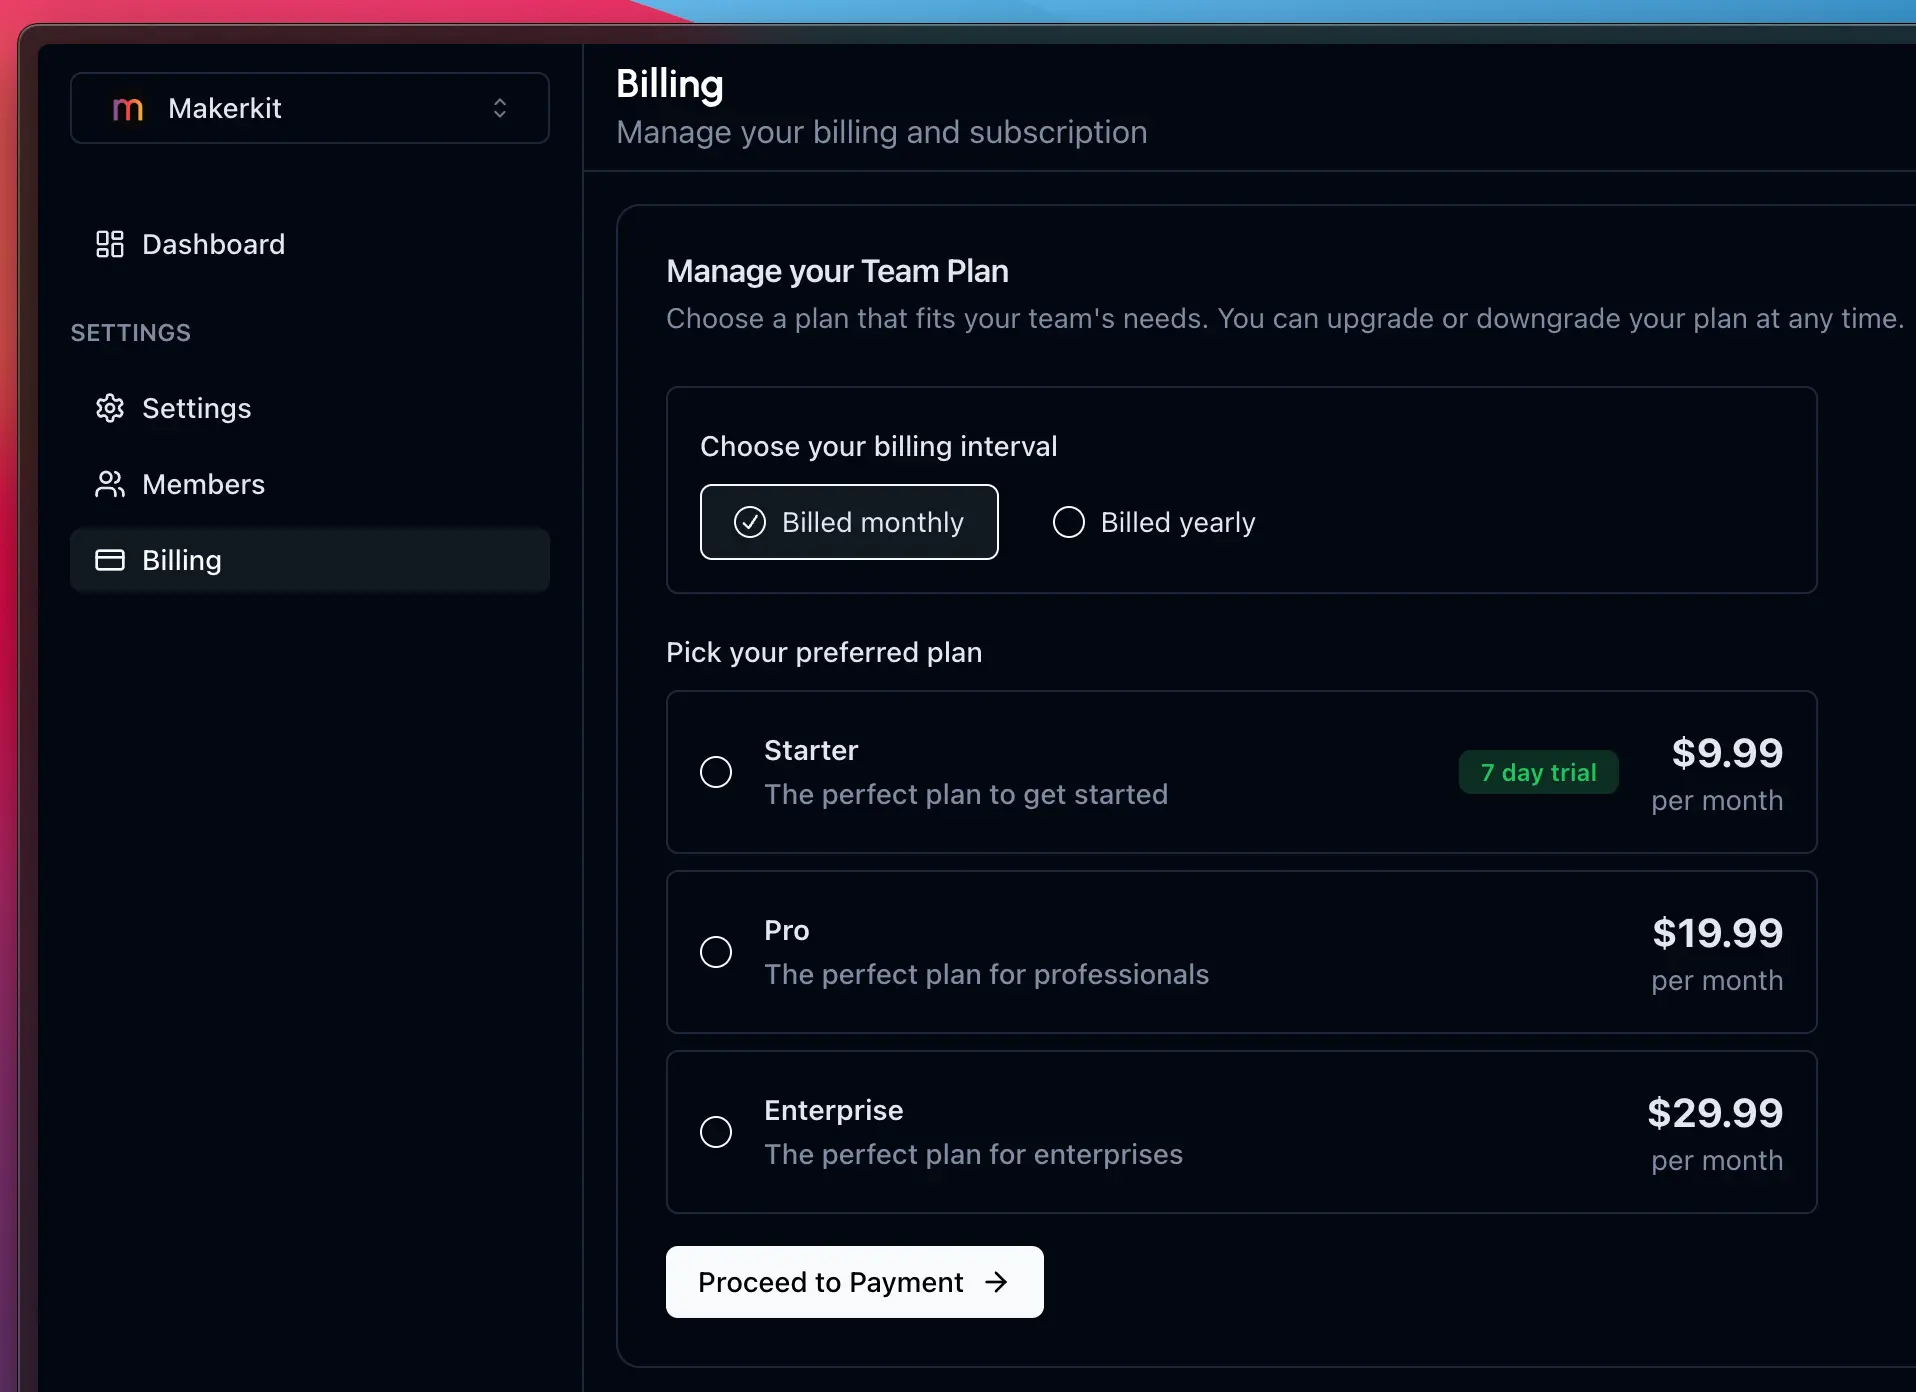 m Makerkit
Dashboard
SETTINGS
Settings
Members
Billing
Billing
Manage your billing and subscription
Manage your Team Plan
Choose a plan that fits your team's needs. You can upgrade or downgrade your plan at any time.
Choose your billing interval
Billed monthly
Billed yearly
Pick your preferred plan
Starter
The perfect plan to get started
7 day trial
$9.99
per month
Pro
The perfect plan for professionals
$19.99
per month
Enterprise
The perfect plan for enterprises
$29.99
per month
Proceed to Payment